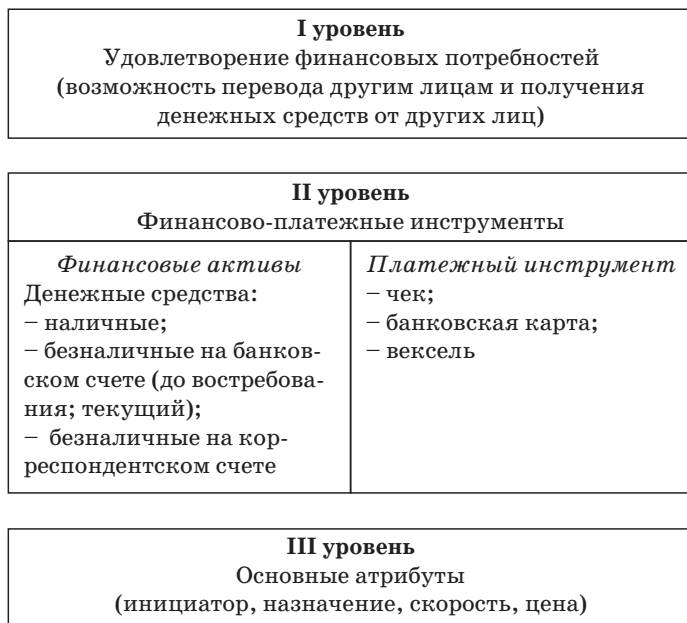 I уровень
Удовлетворение финансовых потребностей
(возможность перевода другим лицам и получения
денежных средств от других лиц)
II уровень
Финансово-платежные инструменты
Финансовые активы
Денежные средства:
– наличные;
– безналичные на банков-
ском счете (до востребова-
ния; текущий);
– безналичные на кор-
респондентском счете
Платежный инструмент
– чек;
– банковская карта;
– вексель
III уровень
Основные атрибуты
(инициатор, назначение, скорость, цена)